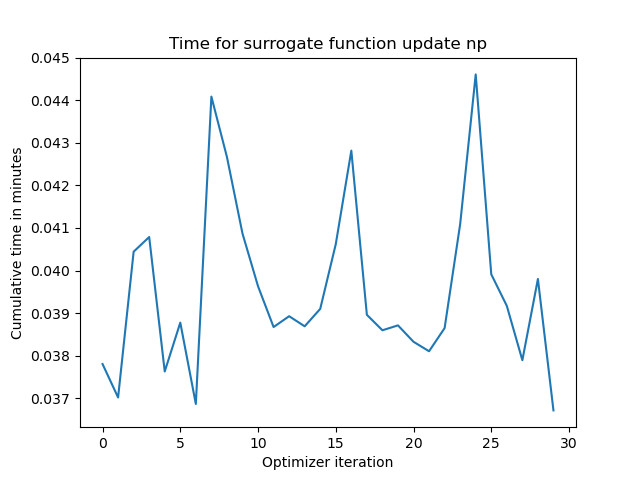 Time for surrogate function update np
Cumulative time in minutes
0.045
0.044
0.043
0.042
0.041
0.040
0.039
0.038
0.037
0 5 10 15 20 25 30
Optimizer iteration